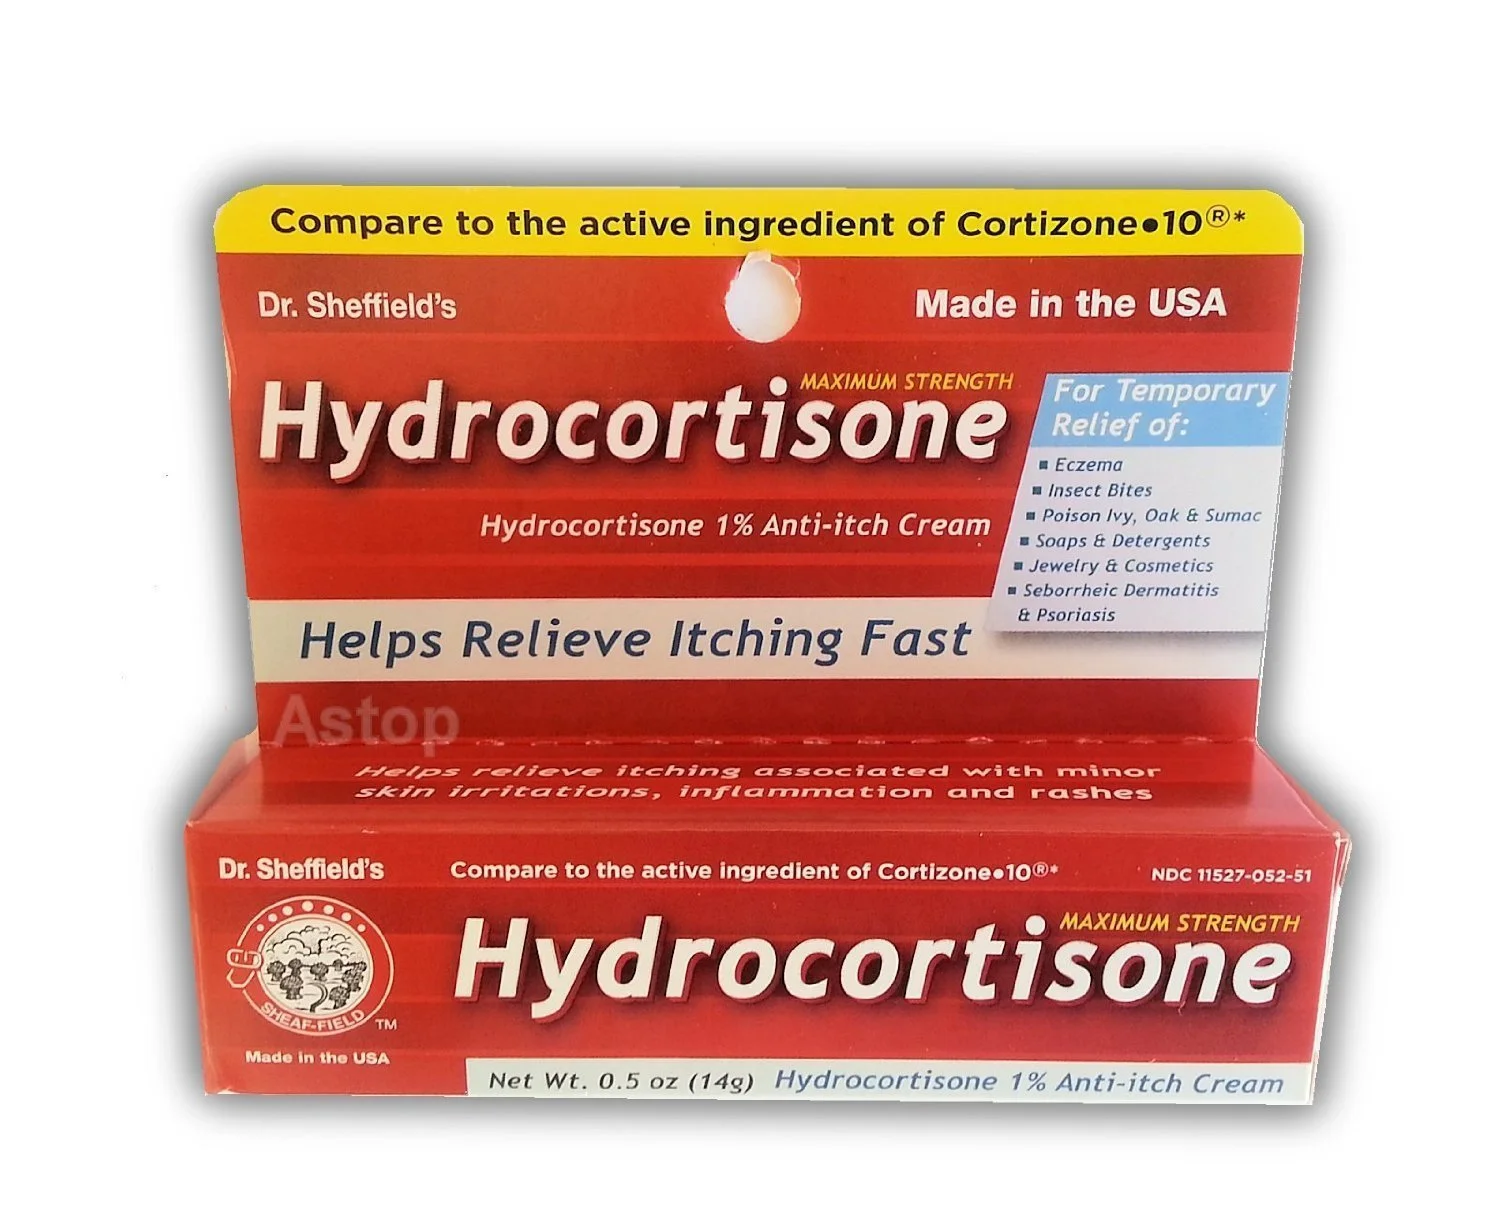 Compare to the active ingredient of Cortizone•10®*
Dr. Sheffield's
Made in the USA
MAXIMUM STRENGTH
Hydrocortisone
Hydrocortisone 1% Anti-itch Cream
For Temporary
Relief of:
▪ Eczema
▪ Insect Bites
▪ Poison Ivy, Oak & Sumac
▪ Soaps & Detergents
▪ Jewelry & Cosmetics
▪ Seborrheic Dermatitis
& Psoriasis
Helps Relieve Itching Fast
Astop
Helps relieve itching associated with minor
skin irritations, inflammation and rashes
Dr. Sheffield's
Compare to the active ingredient of Cortizone•10®*
NDC 11527-052-51
MAXIMUM STRENGTH
Hydrocortisone
SHEAF-FIELD
TM
Made in the USA
Net Wt. 0.5 oz (14g) Hydrocortisone 1% Anti-itch Cream